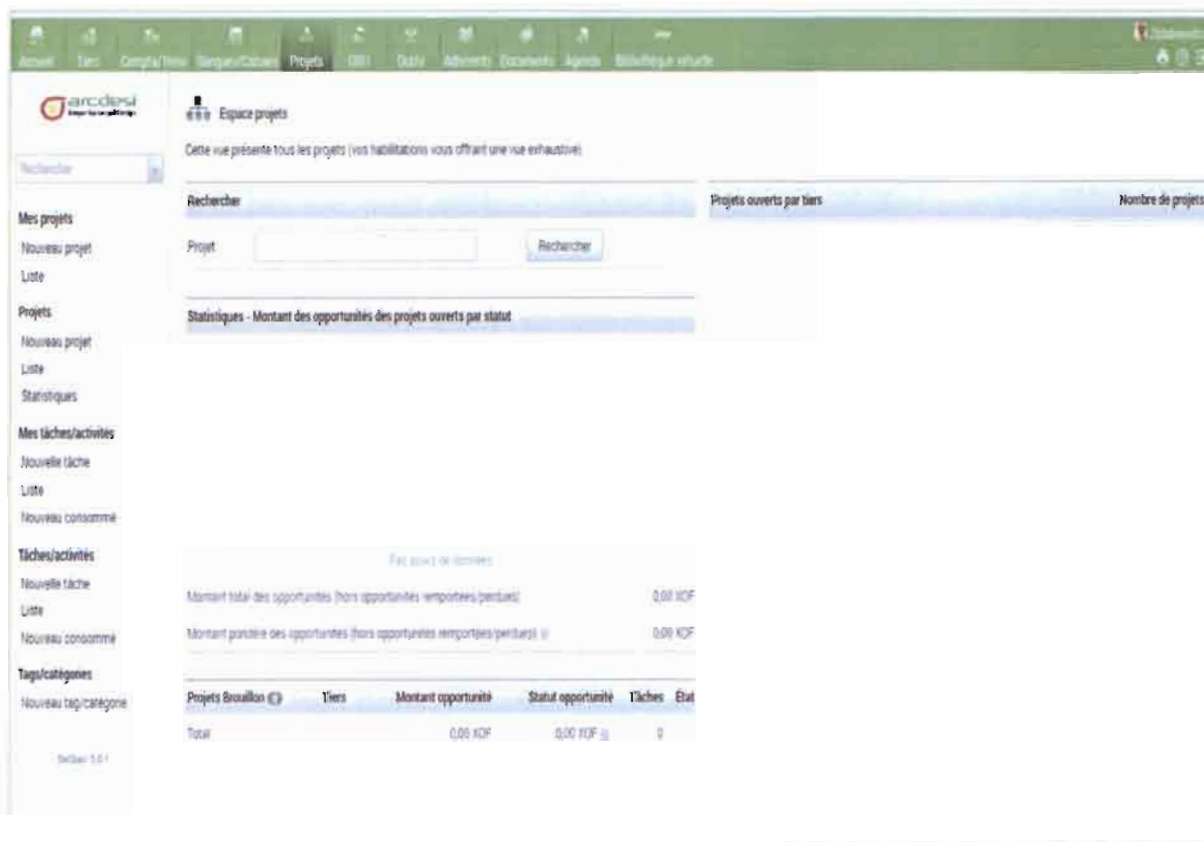 Accueil Tiers Banques/Caisses Projets Outils Adhérents Documents Agenda Bibliothèque virtuelle
arcdesi
Rechercher
Mes projets
Nouveau projet
Liste
Projets
Nouveau projet
Liste
Statistiques
Mes tâches/activités
Nouvelle tâche
Liste
Nouveau consommé
Tâches/activités
Nouvelle tâche
Liste
Nouveau consommé
Tags/catégories
Nouveau tag/catégorie
Espace projets
Cette vue présente tous les projets (vos habilitations vous offrant une vue exhaustive)
Rechercher
Projet
Rechercher
Statistiques - Montant des opportunités des projets ouverts par statut
Pas assez de données
Montant total des opportunités (hors opportunités remportées/perdues) 0,00 XOF
Montant pondéré des opportunités (hors opportunités remportées/perdues) 0,00 XOF
Projets Brouillon 0 Tiers Montant opportunité Statut opportunité Tâches État
Total 0,00 XOF 0,00 XOF 0
Projets ouverts par tiers Nombre de projets